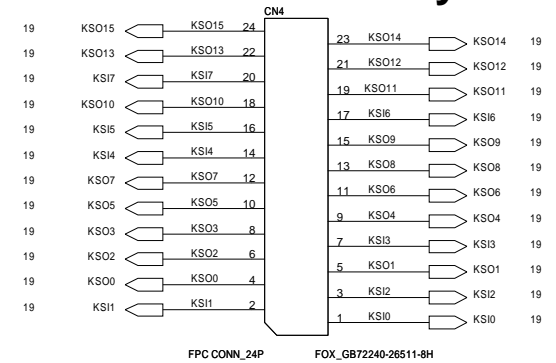 CN4
19 KSO15 KSO15 24
23 KSO14 KSO14 19
19 KSO13 KSO13 22
21 KSO12 KSO12 19
19 KSI7 KSI7 20
19 KSO11 KSO11 19
19 KSO10 KSO10 18
17 KSI6 KSI6 19
19 KSI5 KSI5 16
15 KSO9 KSO9 19
19 KSI4 KSI4 14
13 KSO8 KSO8 19
19 KSO7 KSO7 12
11 KSO6 KSO6 19
19 KSO5 KSO5 10
9 KSO4 KSO4 19
19 KSO3 KSO3 8
7 KSI3 KSI3 19
19 KSO2 KSO2 6
5 KSO1 KSO1 19
19 KSO0 KSO0 4
3 KSI2 KSI2 19
19 KSI1 KSI1 2
1 KSI0 KSI0 19
FPC CONN_24P FOX_GB72240-26511-8H